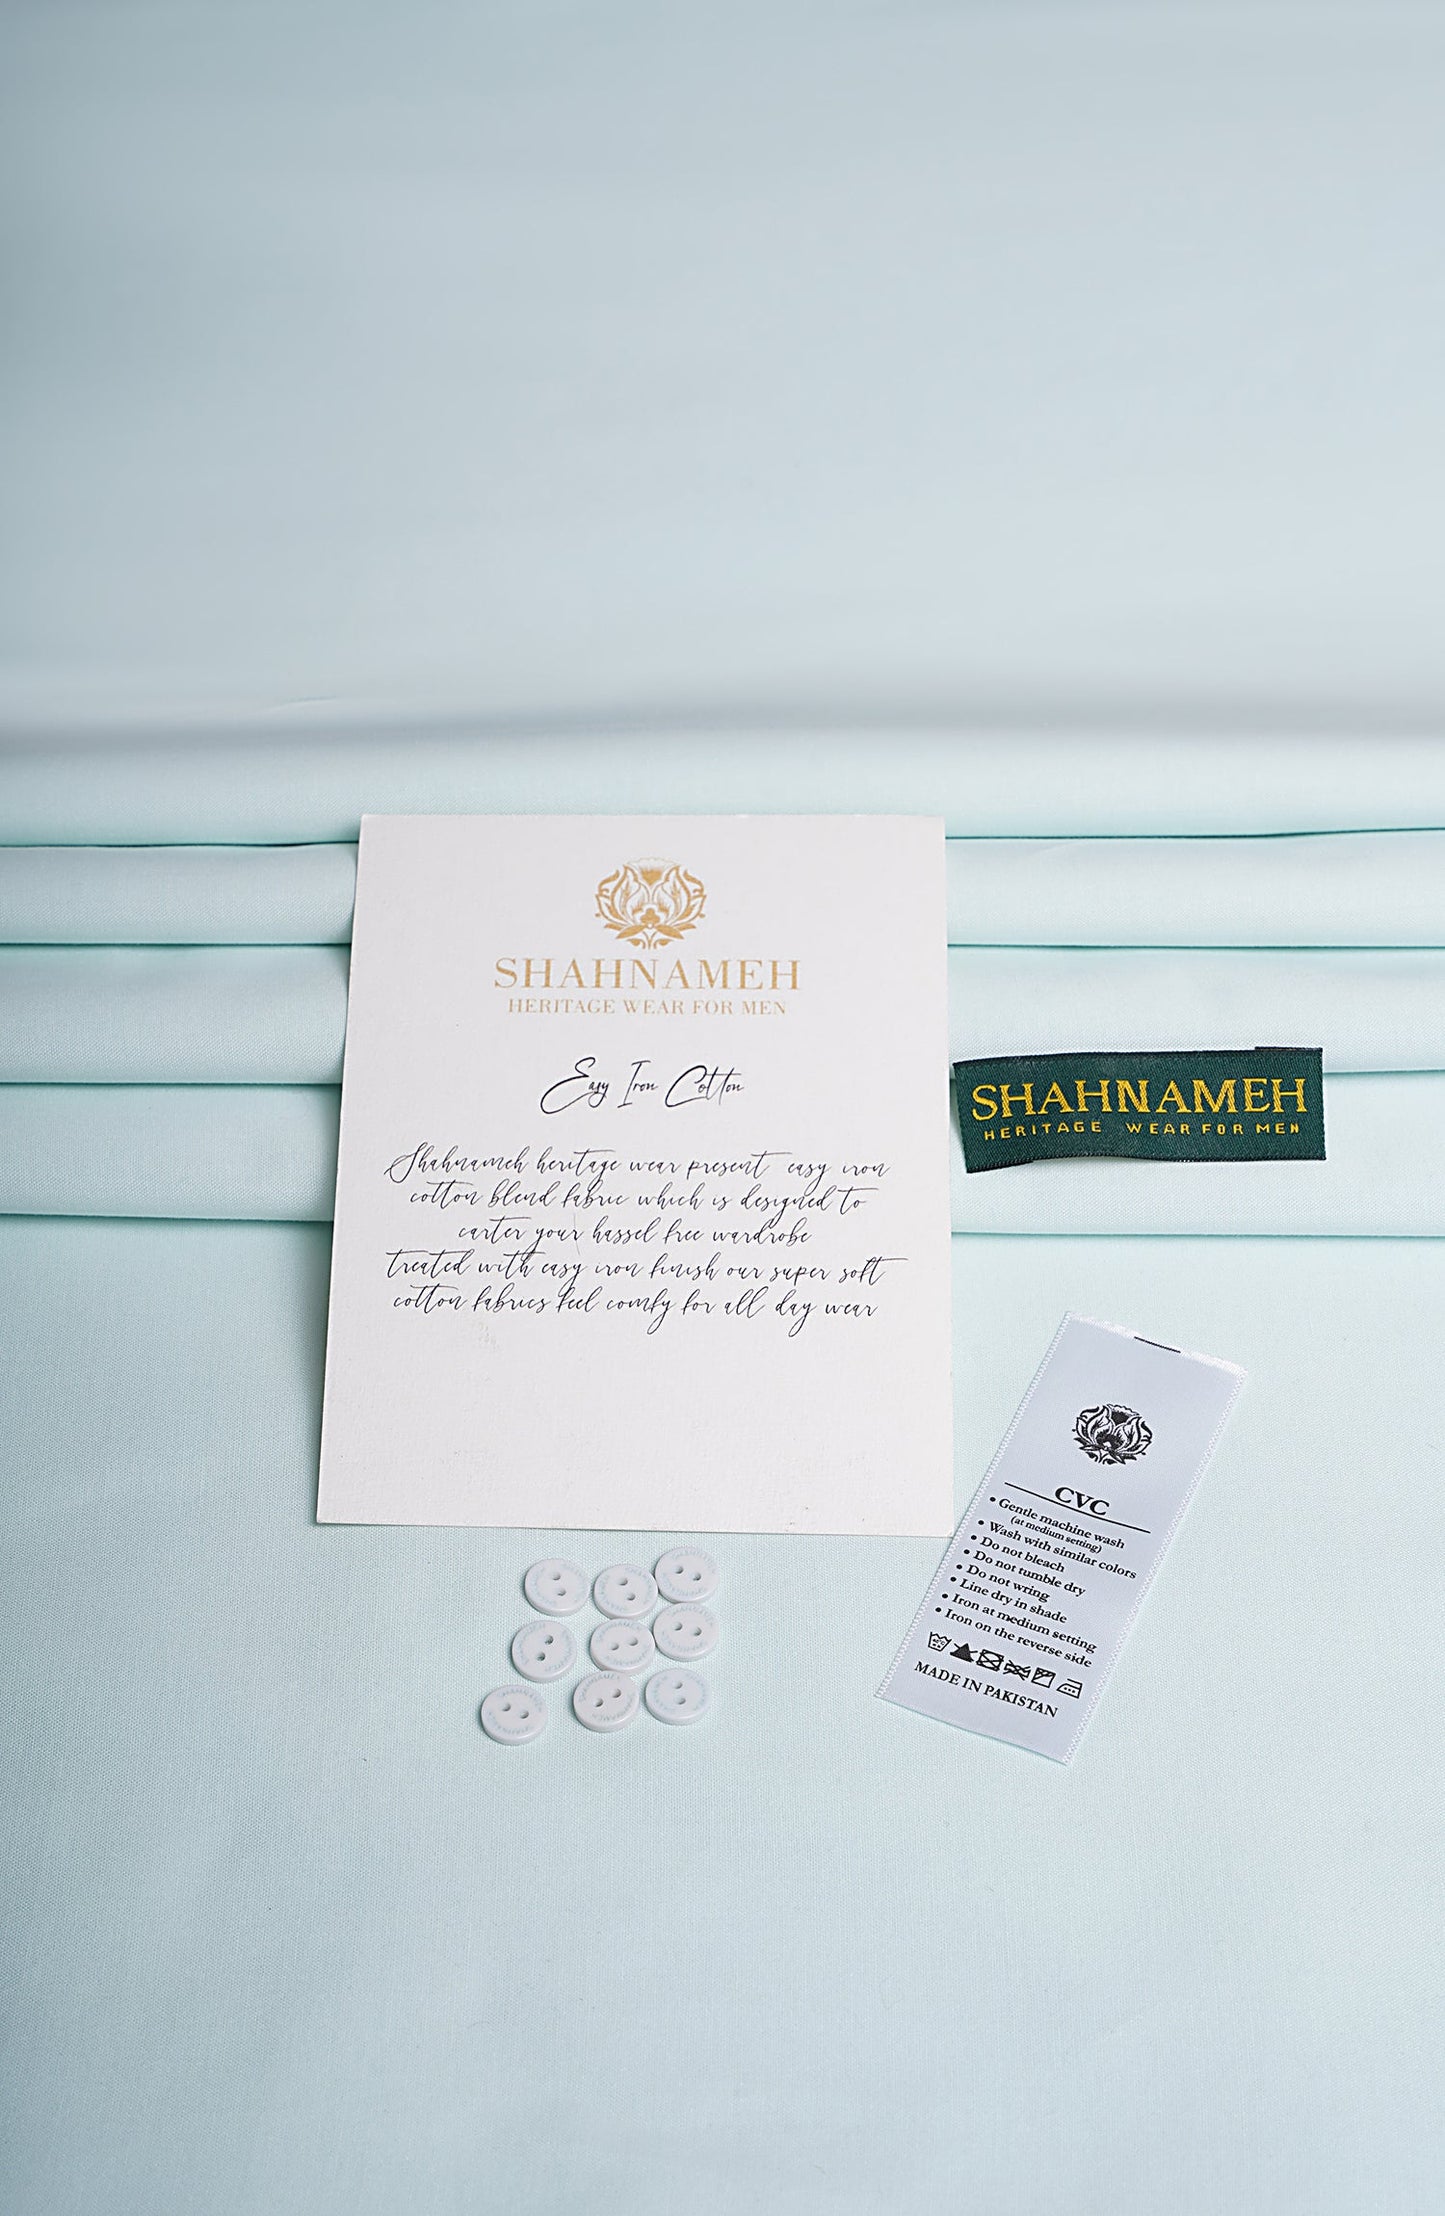 SHAHNAMEH
HERITAGE WEAR FOR MEN
Easy Iron Cotton
Shahnameh heritage wear present easy iron
cotton blend fabric which is designed to
carter your hassel free wardrobe
treated with easy iron finish our super soft
cotton fabrics feel comfy for all day wear
SHAHNAMEH
HERITAGE WEAR FOR MEN
CVC
• Gentle machine wash
(at medium setting)
• Wash with similar colors
• Do not bleach
• Do not tumble dry
• Do not wring
• Line dry in shade
• Iron at medium setting
• Iron on the reverse side
MADE IN PAKISTAN